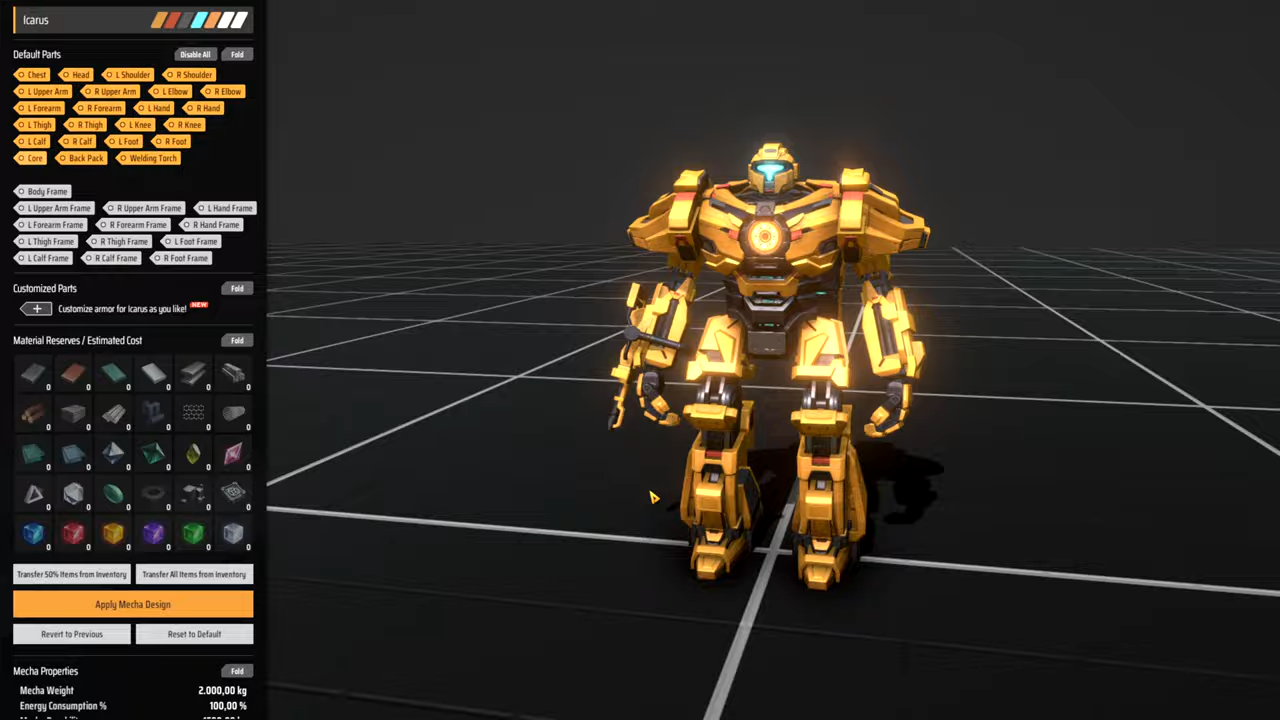 Icarus
Default Parts Disable All Fold
Chest Head L Shoulder R Shoulder
L Upper Arm R Upper Arm L Elbow R Elbow
L Forearm R Forearm L Hand R Hand
L Thigh R Thigh L Knee R Knee
L Calf R Calf L Foot R Foot
Core Back Pack Welding Torch
Body Frame
L Upper Arm Frame R Upper Arm Frame L Hand Frame
L Forearm Frame R Forearm Frame R Hand Frame
L Thigh Frame R Thigh Frame L Foot Frame
L Calf Frame R Calf Frame R Foot Frame
Customized Parts Fold
+ Customize armor for Icarus as you like! NEW
Material Reserves / Estimated Cost Fold
0 0 0 0 0 0
0 0 0 0 0 0
0 0 0 0 0 0
0 0 0 0 0 0
0 0 0 0 0 0
Transfer 50% Items from Inventory Transfer All Items from Inventory
Apply Mecha Design
Revert to Previous Reset to Default
Mecha Properties Fold
Mecha Weight 2.000,00 kg
Energy Consumption % 100,00 %